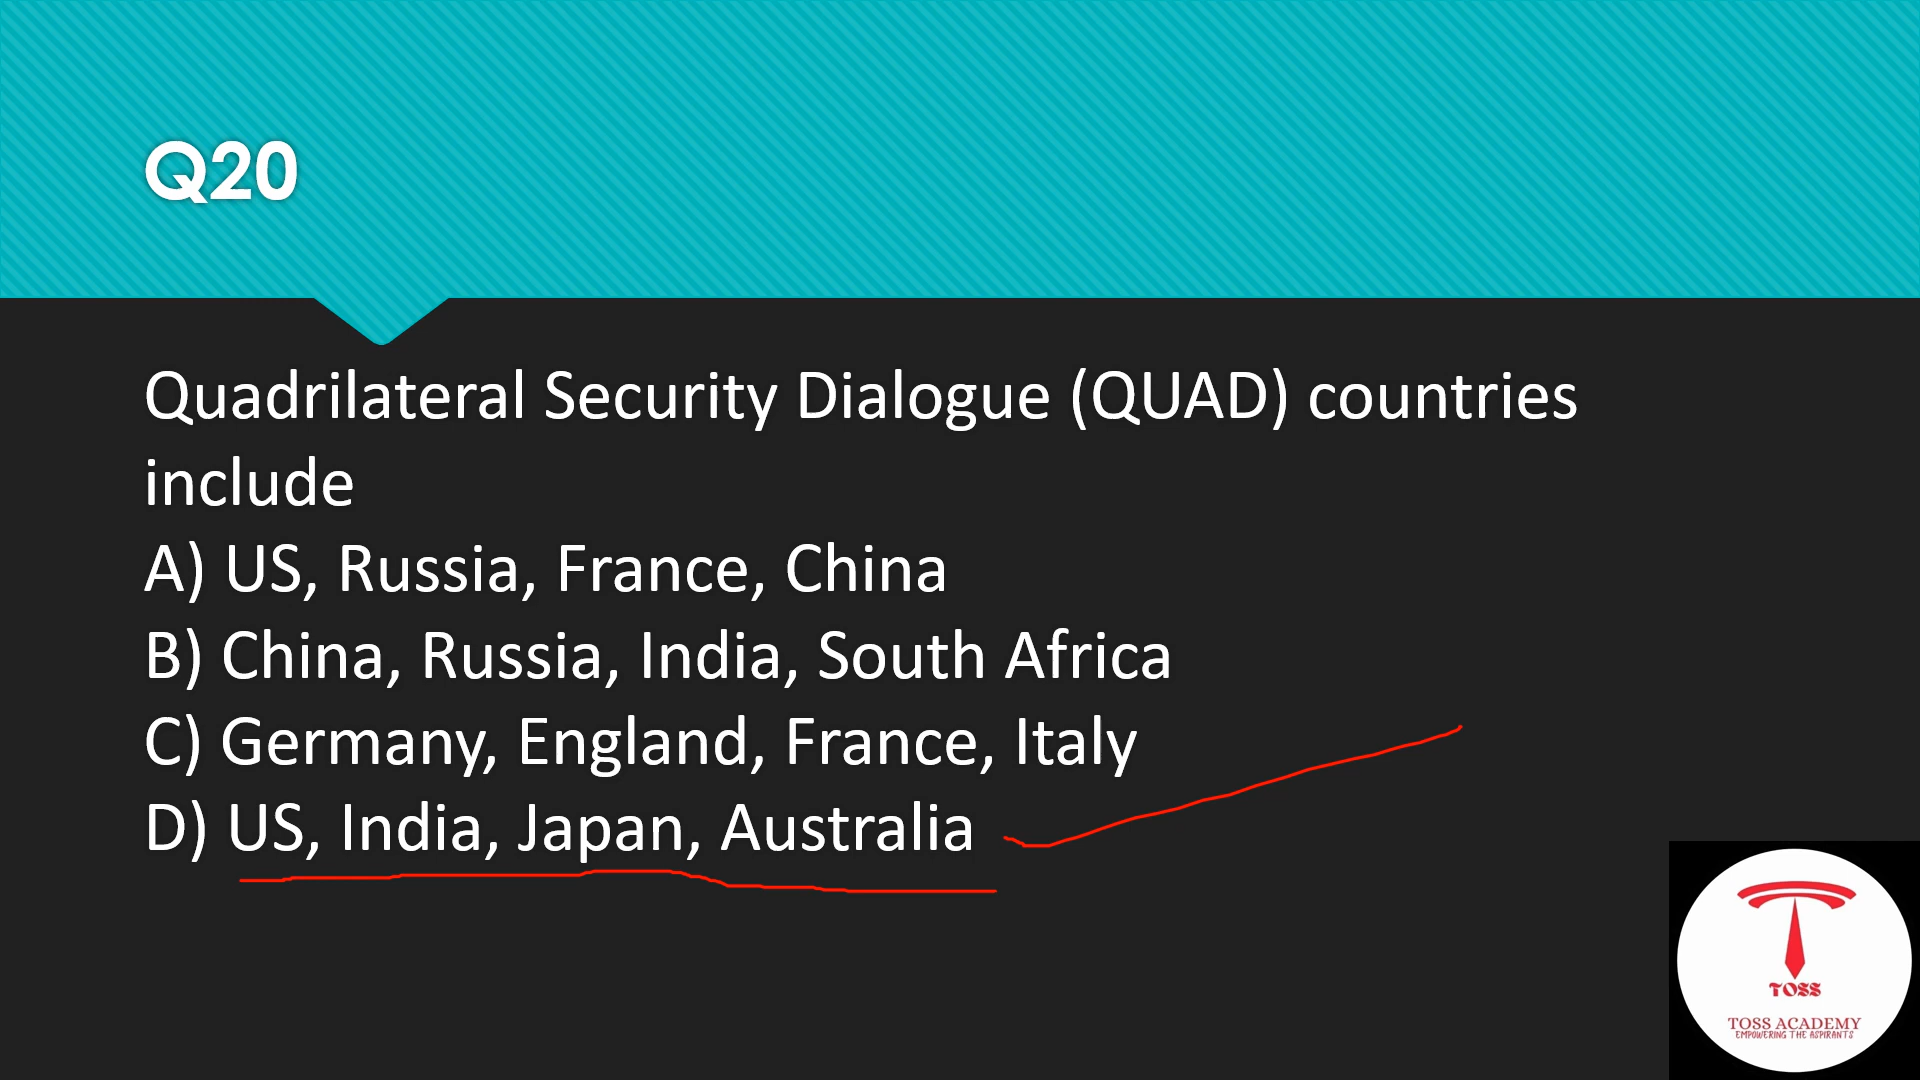 Q20
Quadrilateral Security Dialogue (QUAD) countries
include
A) US, Russia, France, China
B) China, Russia, India, South Africa
C) Germany, England, France, Italy
D) US, India, Japan, Australia
TOSS
TOSS ACADEMY
EMPOWERING THE ASPIRANTS